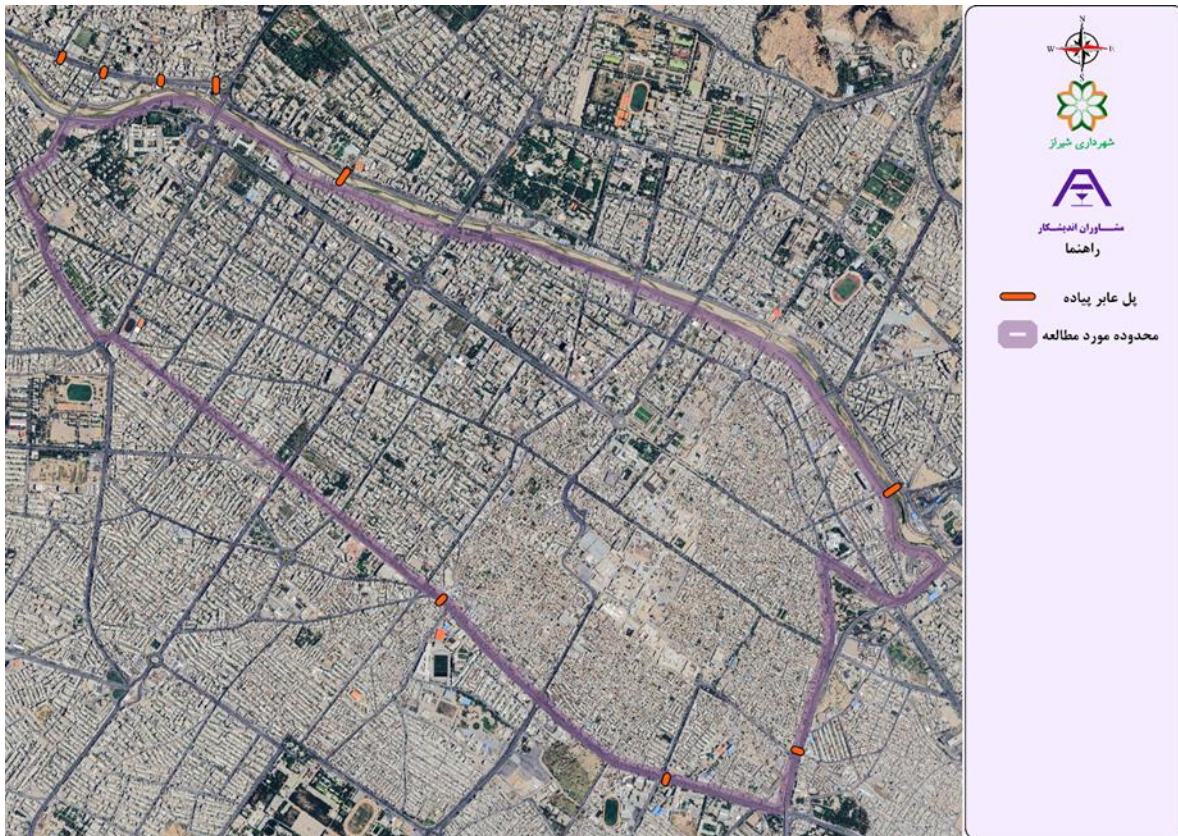 N
W E
S
شهرداری شیراز
مشاوران اندیشکار
راهنما
پل عابر پیاده
محدوده مورد مطالعه